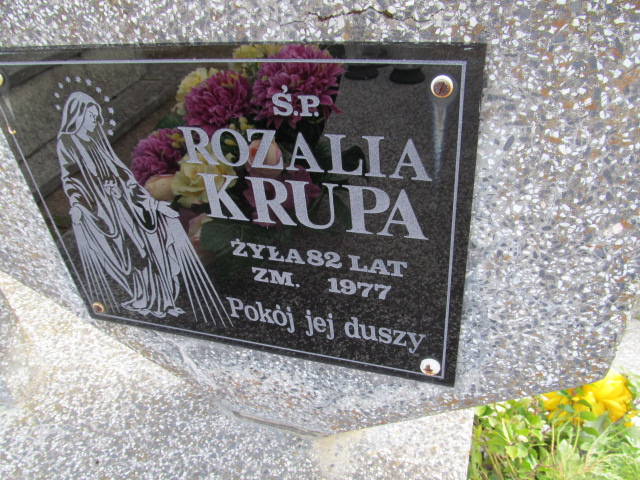 Ś.P.
ROZALIA
KRUPA
ŻYŁA 82 LAT
ZM. 1977
Pokój jej duszy